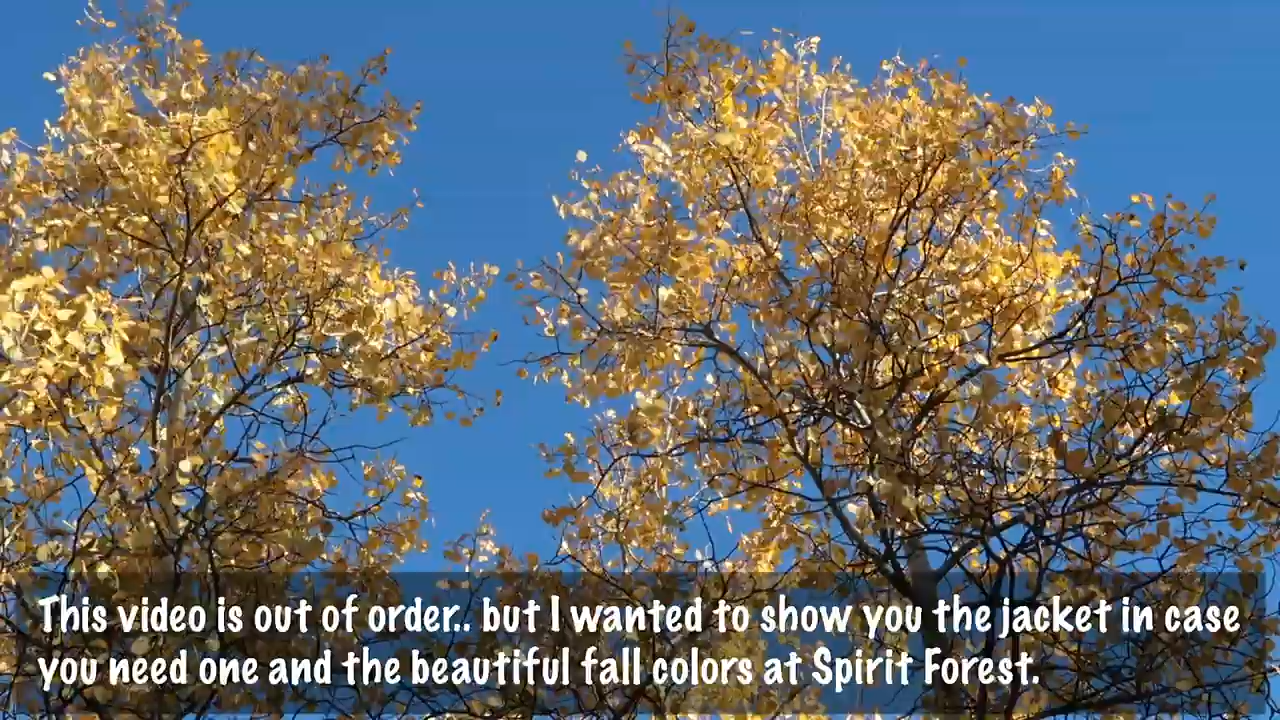 This video is out of order.. but I wanted to show you the jacket in case
you need one and the beautiful fall colors at Spirit Forest.